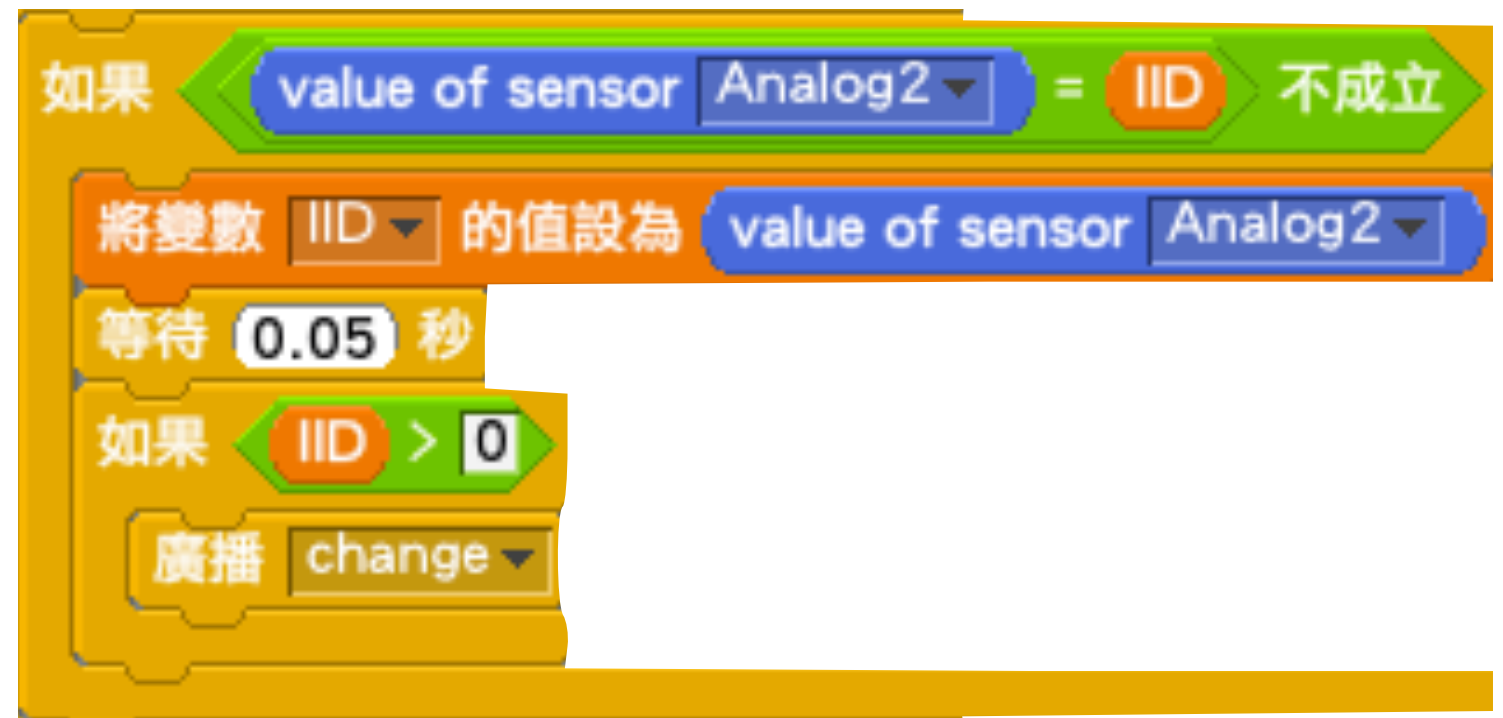 如果 value of sensor Analog2 = IID 不成立
將變數 IID 的值設為 value of sensor Analog2
等待 0.05 秒
如果 IID > 0
廣播 change